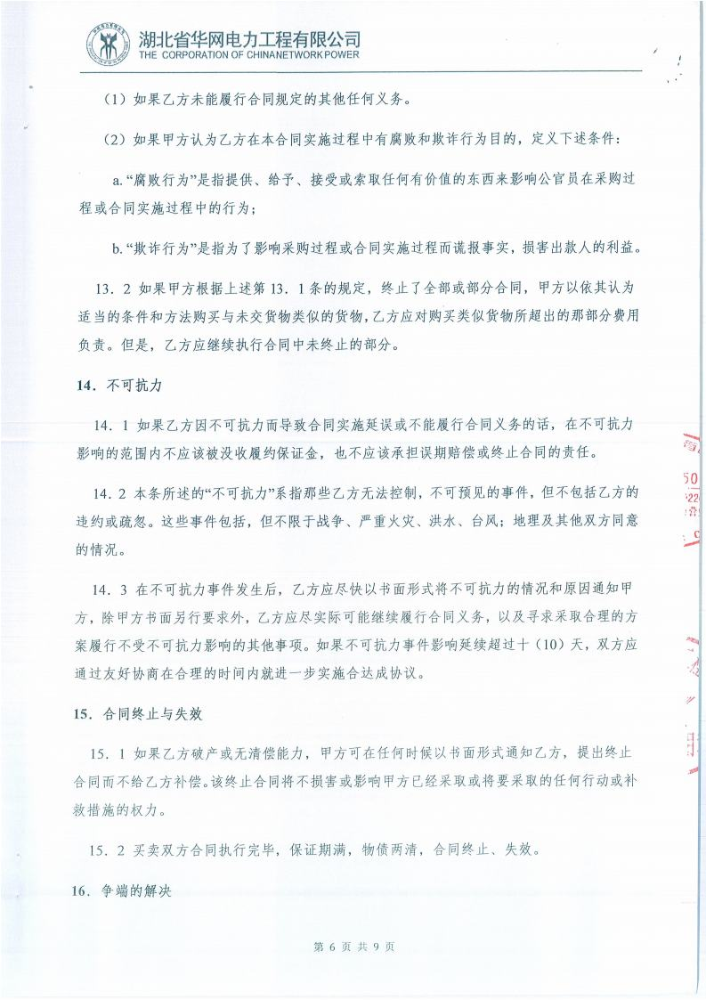 湖北省华网电力工程有限公司
THE CORPORATION OF CHINANETWORK POWER
（1）如果乙方未能履行合同规定的其他任何义务。
（2）如果甲方认为乙方在本合同实施过程中有腐败和欺诈行为目的，定义下述条件：
a. “腐败行为”是指提供、给予、接受或索取任何有价值的东西来影响公官员在采购过
程或合同实施过程中的行为；
b. “欺诈行为”是指为了影响采购过程或合同实施过程而谎报事实，损害出款人的利益。
13．2 如果甲方根据上述第 13．1 条的规定，终止了全部或部分合同，甲方以依其认为
适当的条件和方法购买与未交货物类似的货物，乙方应对购买类似货物所超出的那部分费用
负责。但是，乙方应继续执行合同中未终止的部分。
14．不可抗力
14．1 如果乙方因不可抗力而导致合同实施延误或不能履行合同义务的话，在不可抗力
影响的范围内不应该被没收履约保证金，也不应该承担误期赔偿或终止合同的责任。
14．2 本条所述的“不可抗力”系指那些乙方无法控制，不可预见的事件，但不包括乙方的
违约或疏忽。这些事件包括，但不限于战争、严重火灾、洪水、台风；地理及其他双方同意
的情况。
14．3 在不可抗力事件发生后，乙方应尽快以书面形式将不可抗力的情况和原因通知甲
方，除甲方书面另行要求外，乙方应尽实际可能继续履行合同义务，以及寻求采取合理的方
案履行不受不可抗力影响的其他事项。如果不可抗力事件影响延续超过十（10）天，双方应
通过友好协商在合理的时间内就进一步实施合达成协议。
15．合同终止与失效
15．1 如果乙方破产或无清偿能力，甲方可在任何时候以书面形式通知乙方，提出终止
合同而不给乙方补偿。该终止合同将不损害或影响甲方已经采取或将要采取的任何行动或补
救措施的权力。
15．2 买卖双方合同执行完毕，保证期满，物债两清，合同终止、失效。
16．争端的解决
第 6 页 共 9 页